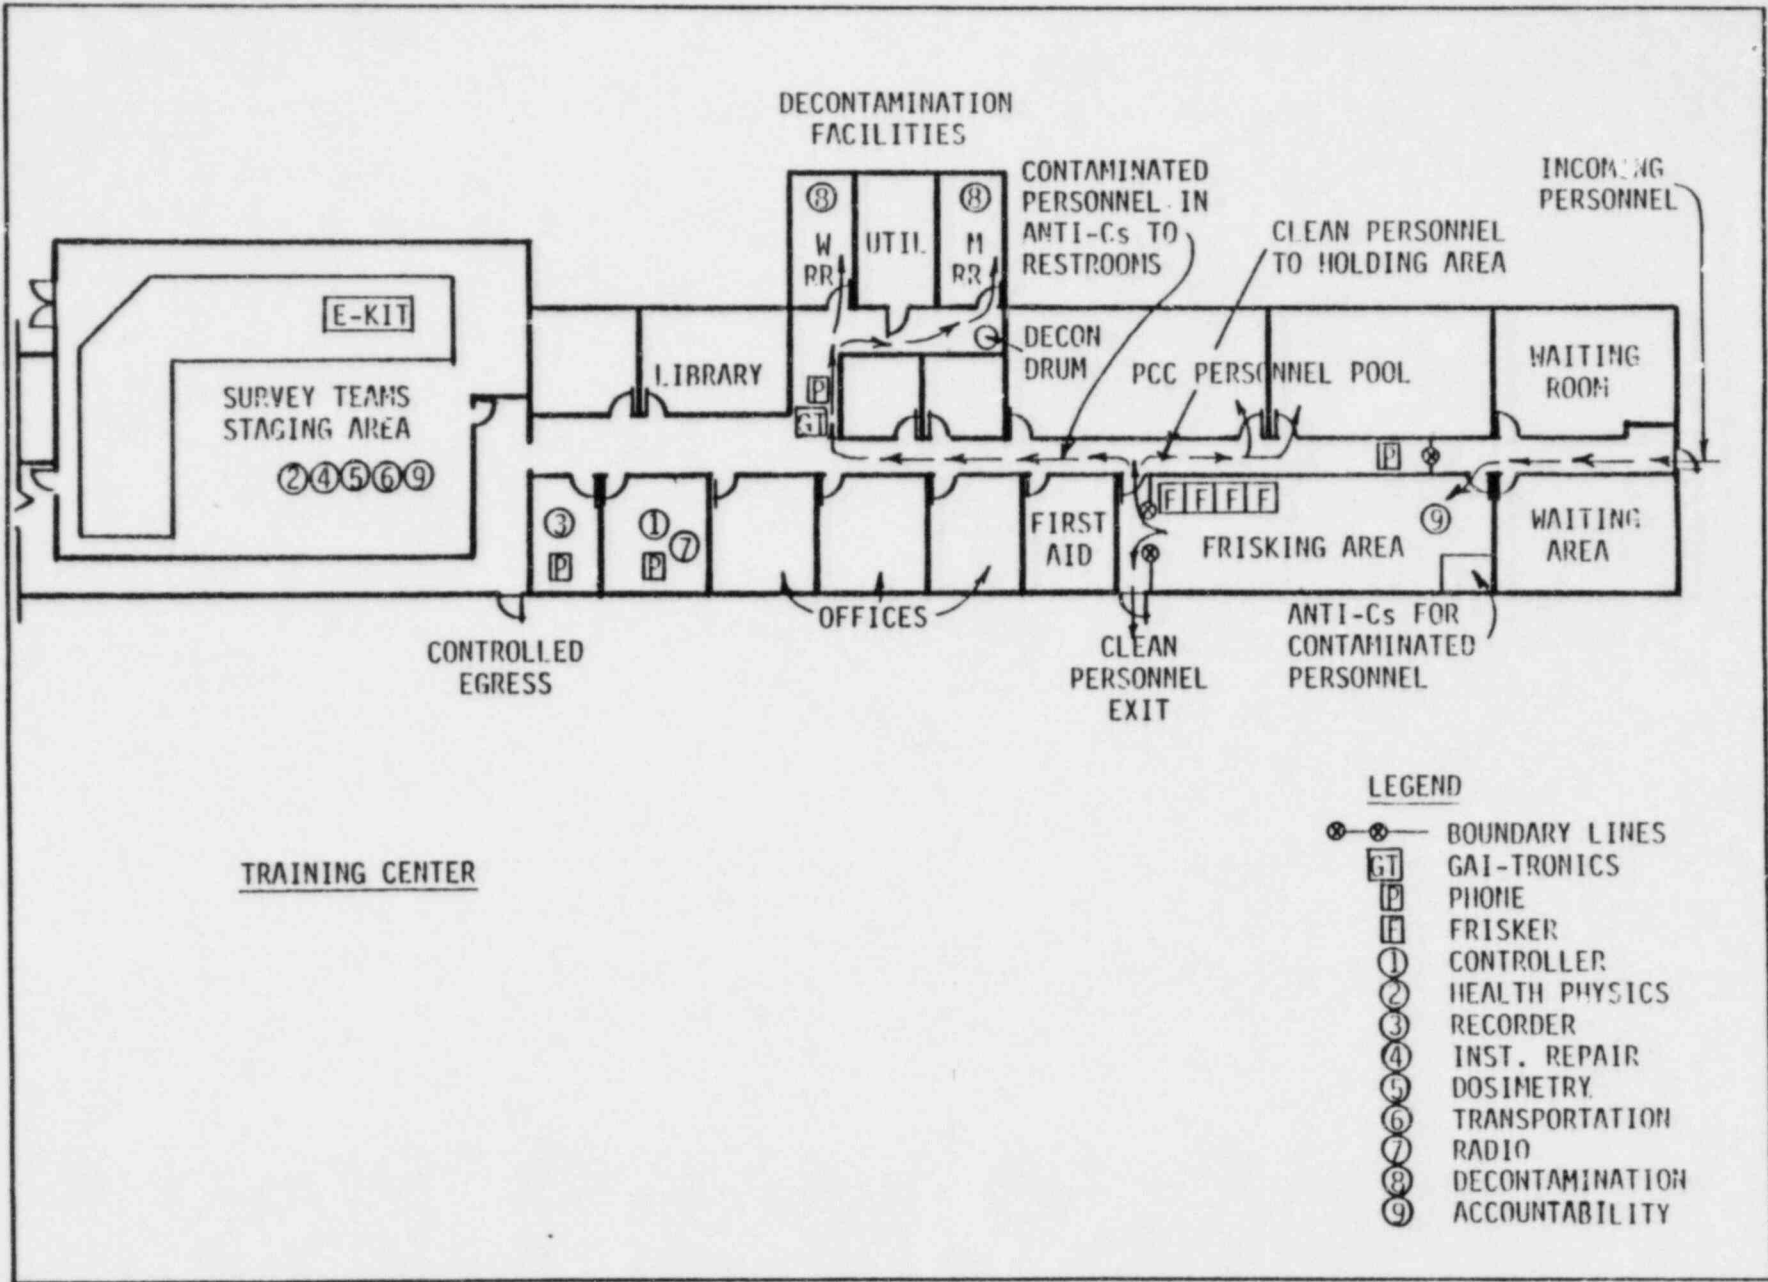 DECONTAMINATION
FACILITIES
CONTAMINATED
PERSONNEL IN
ANTI-Cs TO
RESTROOMS
CLEAN PERSONNEL
TO HOLDING AREA
INCOMING
PERSONNEL
8
W
RR
UTIL
8
M
RR
E-KIT
SURVEY TEAMS
STAGING AREA
2 4 5 6 9
LIBRARY
P
GT
DECON
DRUM
PCC PERSONNEL POOL
WAITING
ROOM
P
3
P
1
7
P
OFFICES
FIRST
AID
F F F F
FRISKING AREA
9
WAITING
AREA
CONTROLLED
EGRESS
CLEAN
PERSONNEL
EXIT
ANTI-Cs FOR
CONTAMINATED
PERSONNEL
TRAINING CENTER
LEGEND
BOUNDARY LINES
GT GAI-TRONICS
P PHONE
F FRISKER
1 CONTROLLER
2 HEALTH PHYSICS
3 RECORDER
4 INST. REPAIR
5 DOSIMETRY
6 TRANSPORTATION
7 RADIO
8 DECONTAMINATION
9 ACCOUNTABILITY